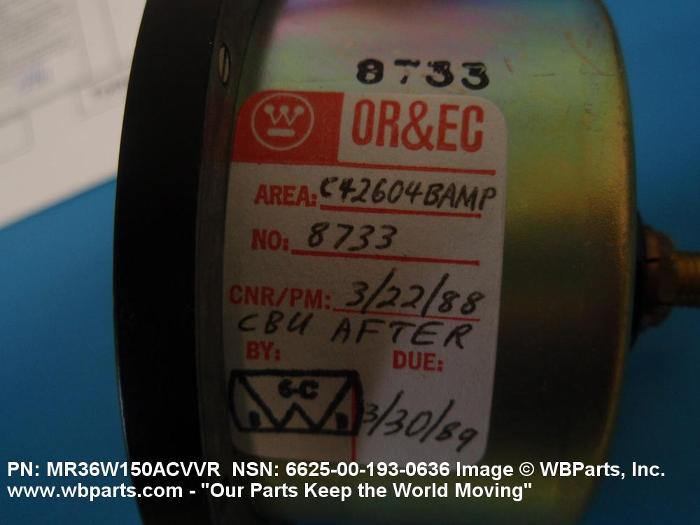 8733
OR&EC
AREA: C42604BAMP
NO: 8733
CNR/PM: 3/22/88
CBU AFTER
BY: DUE:
6-C
3/30/89
PN: MR36W150ACVVR NSN: 6625-00-193-0636 Image © WBParts, Inc.
www.wbparts.com - "Our Parts Keep the World Moving"